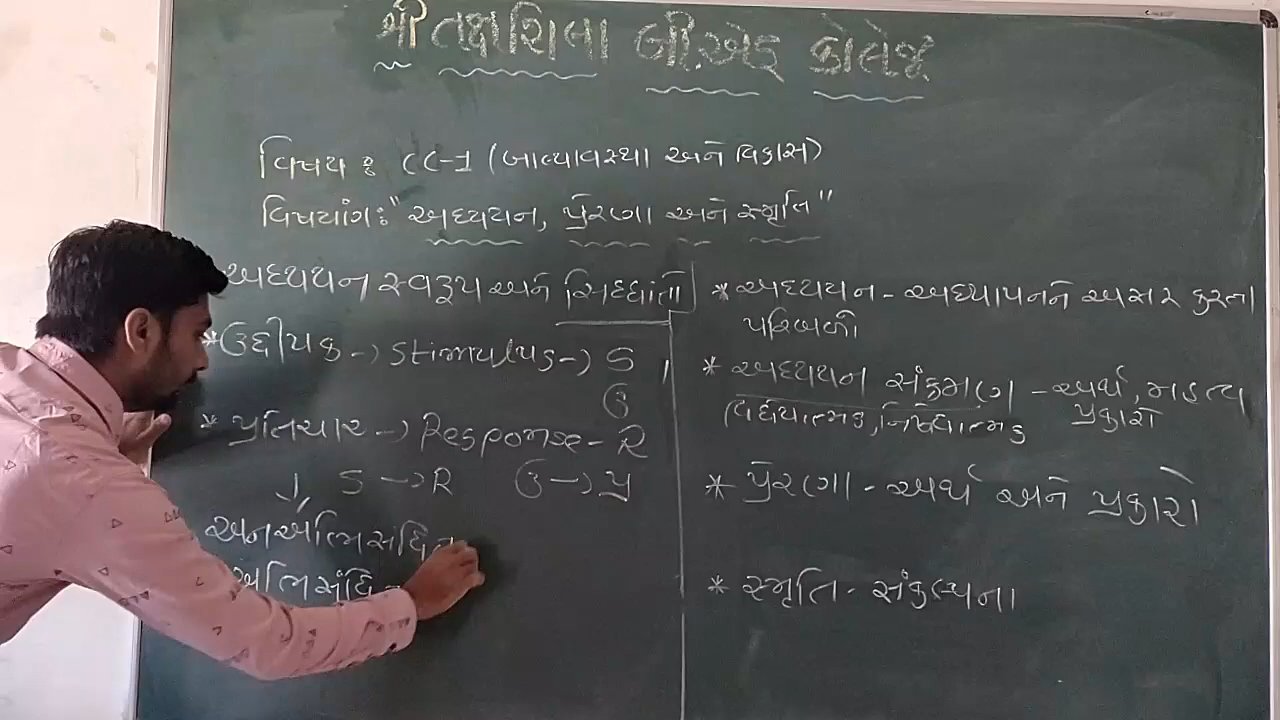 શ્રી તક્ષશિલા બી.એડ કોલેજ
વિષય : CC-1 (બાલ્યાવસ્થા અને વિકાસ)
વિષયાંગ : "અધ્યયન, પ્રેરણા અને સ્મૃતિ"
અધ્યયન સ્વરૂપ અને સિદ્ધાંતો
*ઉદ્દીપક -> Stimulus -> S
ઉ
* પ્રતિચાર -> Response - R
↓ S -> R ઉ -> પ્ર
અનઅભિસંધિત
અભિસંધિત
* અધ્યયન - અધ્યાપનને અસર કરતા
પરિબળો
* અધ્યયન સંક્રમણ - અર્થ, મહત્વ
વિધેયાત્મક, નિષેધાત્મક પ્રકારો
* પ્રેરણા - અર્થ અને પ્રકારો
* સ્મૃતિ - સંકલ્પના